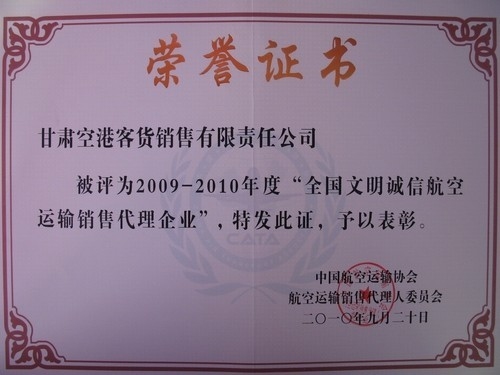 荣誉证书
甘肃空港客货销售有限责任公司
被评为2009-2010年度“全国文明诚信航空
运输销售代理企业”，特发此证，予以表彰。
CATA
中国航空运输协会
航空运输销售代理人委员会
二〇一〇年九月二十日